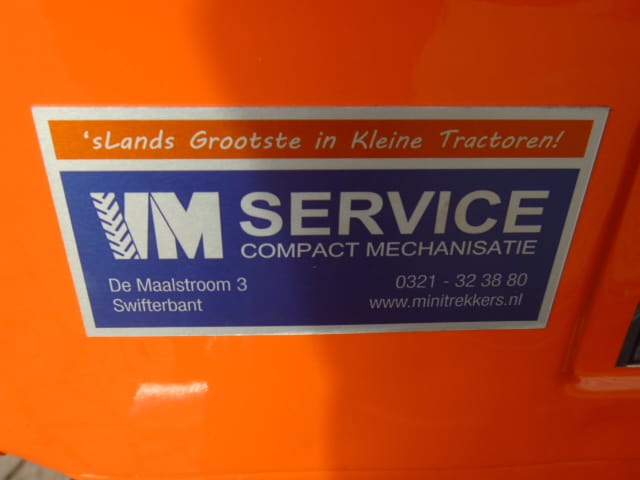 'sLands Grootste in Kleine Tractoren!
VM SERVICE
COMPACT MECHANISATIE
De Maalstroom 3
Swifterbant
0321 - 32 38 80
www.minitrekkers.nl